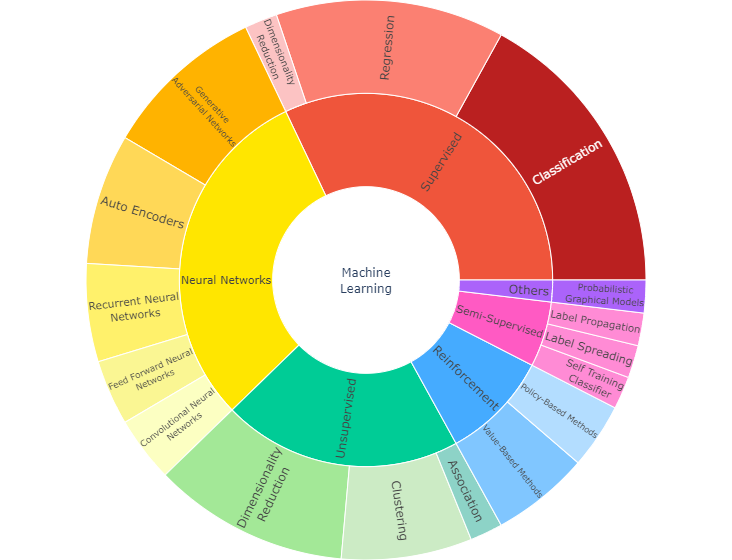 Machine
Learning
Supervised
Classification
Regression
Dimensionality
Reduction
Neural Networks
Generative
Adversarial Networks
Auto Encoders
Recurrent Neural
Networks
Feed Forward Neural
Networks
Convolutional Neural
Networks
Unsupervised
Dimensionality
Reduction
Clustering
Association
Reinforcement
Value-Based Methods
Policy-Based Methods
Semi-Supervised
Self Training
Classifier
Label Spreading
Label Propagation
Others
Probabilistic
Graphical Models